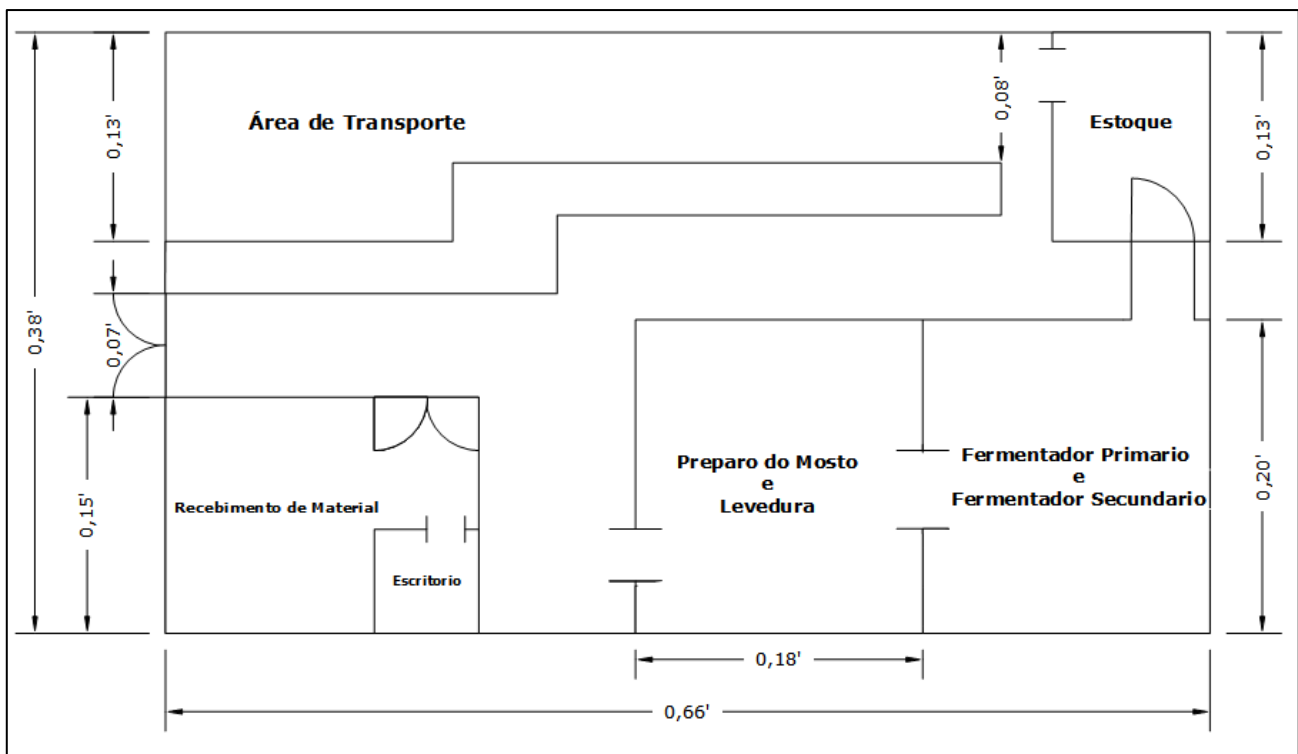 0,08'
Área de Transporte
Estoque
0,13'
0,13'
0,38'
0,07'
Preparo do Mosto
e
Levedura
Fermentador Primario
e
Fermentador Secundario
0,20'
Recebimento de Material
0,15'
Escritorio
0,18'
0,66'